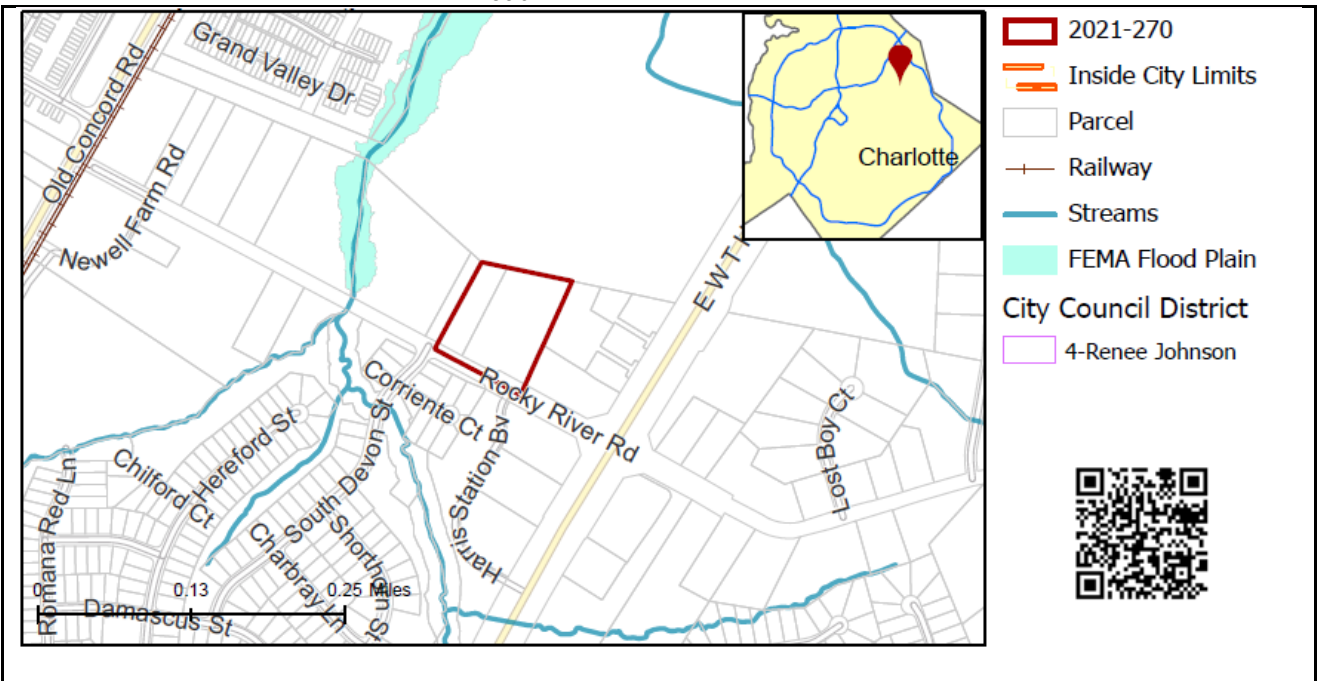 Grand Valley Dr
Old Concord Rd
Newell Farm Rd
Charlotte
E W T H
Rocky River Rd
Corriente Ct
Harris Station Bv
Lost Boy Ct
Hereford St
Chilford Ct
South Devon St
Shorthorn St
Charbray Ln
Romana Red Ln
Damascus St
0 0.13 0.25 Miles
2021-270
Inside City Limits
Parcel
Railway
Streams
FEMA Flood Plain
City Council District
4-Renee Johnson